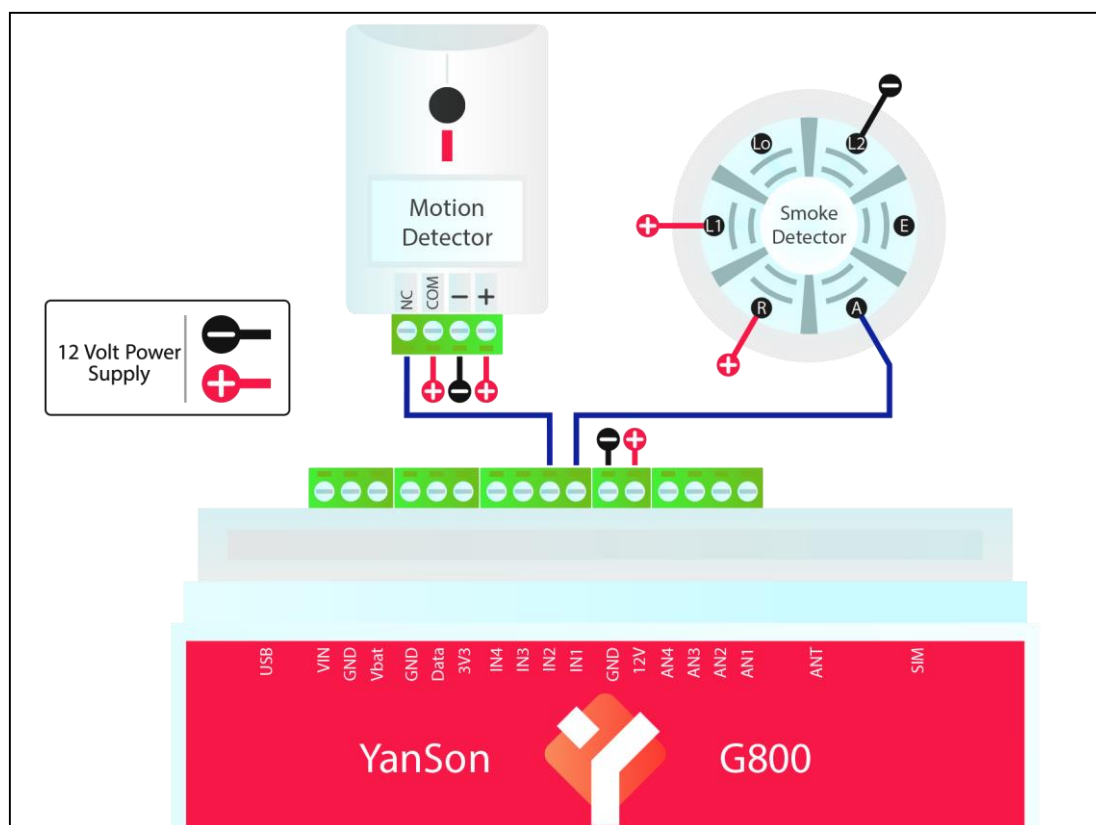 Motion
Detector
NC
COM
−
+
Lo
L2
−
L1
+
Smoke
Detector
E
R
A
+
12 Volt Power
Supply
−
+
+
−
+
−
+
USB
VIN
GND
Vbat
GND
Data
3V3
IN4
IN3
IN2
IN1
GND
12V
AN4
AN3
AN2
AN1
ANT
SIM
YanSon
G800